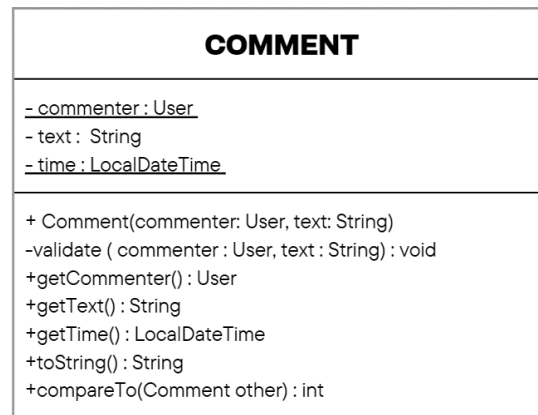 COMMENT
- commenter : User
- text :  String
- time : LocalDateTime
+ Comment(commenter: User, text: String)
-validate ( commenter : User, text : String) : void
+getCommenter() : User
+getText() : String
+getTime() : LocalDateTime
+toString() : String
+compareTo(Comment other) : int